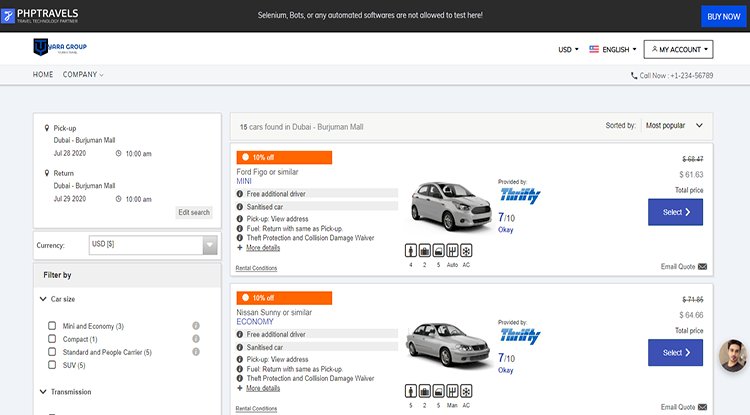 PHPTRAVELS
TRAVEL TECHNOLOGY PARTNER
Selenium, Bots, or any automated softwares are not allowed to test here!
BUY NOW
VARA GROUP
USD
ENGLISH
MY ACCOUNT
HOME
COMPANY
Call Now : +1-234-56789
Pick-up
Dubai - Burjuman Mall
Jul 28 2020
10:00 am
Return
Dubai - Burjuman Mall
Jul 29 2020
10:00 am
Edit search
Currency:
USD [$]
Filter by
Car size
Mini and Economy (3)
Compact (1)
Standard and People Carrier (5)
SUV (5)
Transmission
15 cars found in Dubai - Burjuman Mall
Sorted by:
Most popular
10% off
Ford Figo or similar
MINI
Free additional driver
Sanitised car
Pick-up: View address
Fuel: Return with same as Pick-up.
Theft Protection and Collision Damage Waiver
+ More details
Rental Conditions
4 2 5 Auto AC
Provided by:
Thrifty
7/10
Okay
$ 68.47
$ 61.63
Total price
Select
Email Quote
10% off
Nissan Sunny or similar
ECONOMY
Free additional driver
Sanitised car
Pick-up: View address
Fuel: Return with same as Pick-up.
Theft Protection and Collision Damage Waiver
+ More details
Rental Conditions
5 2 5 Man AC
Provided by:
Thrifty
7/10
Okay
$ 71.85
$ 64.66
Total price
Select
Email Quote